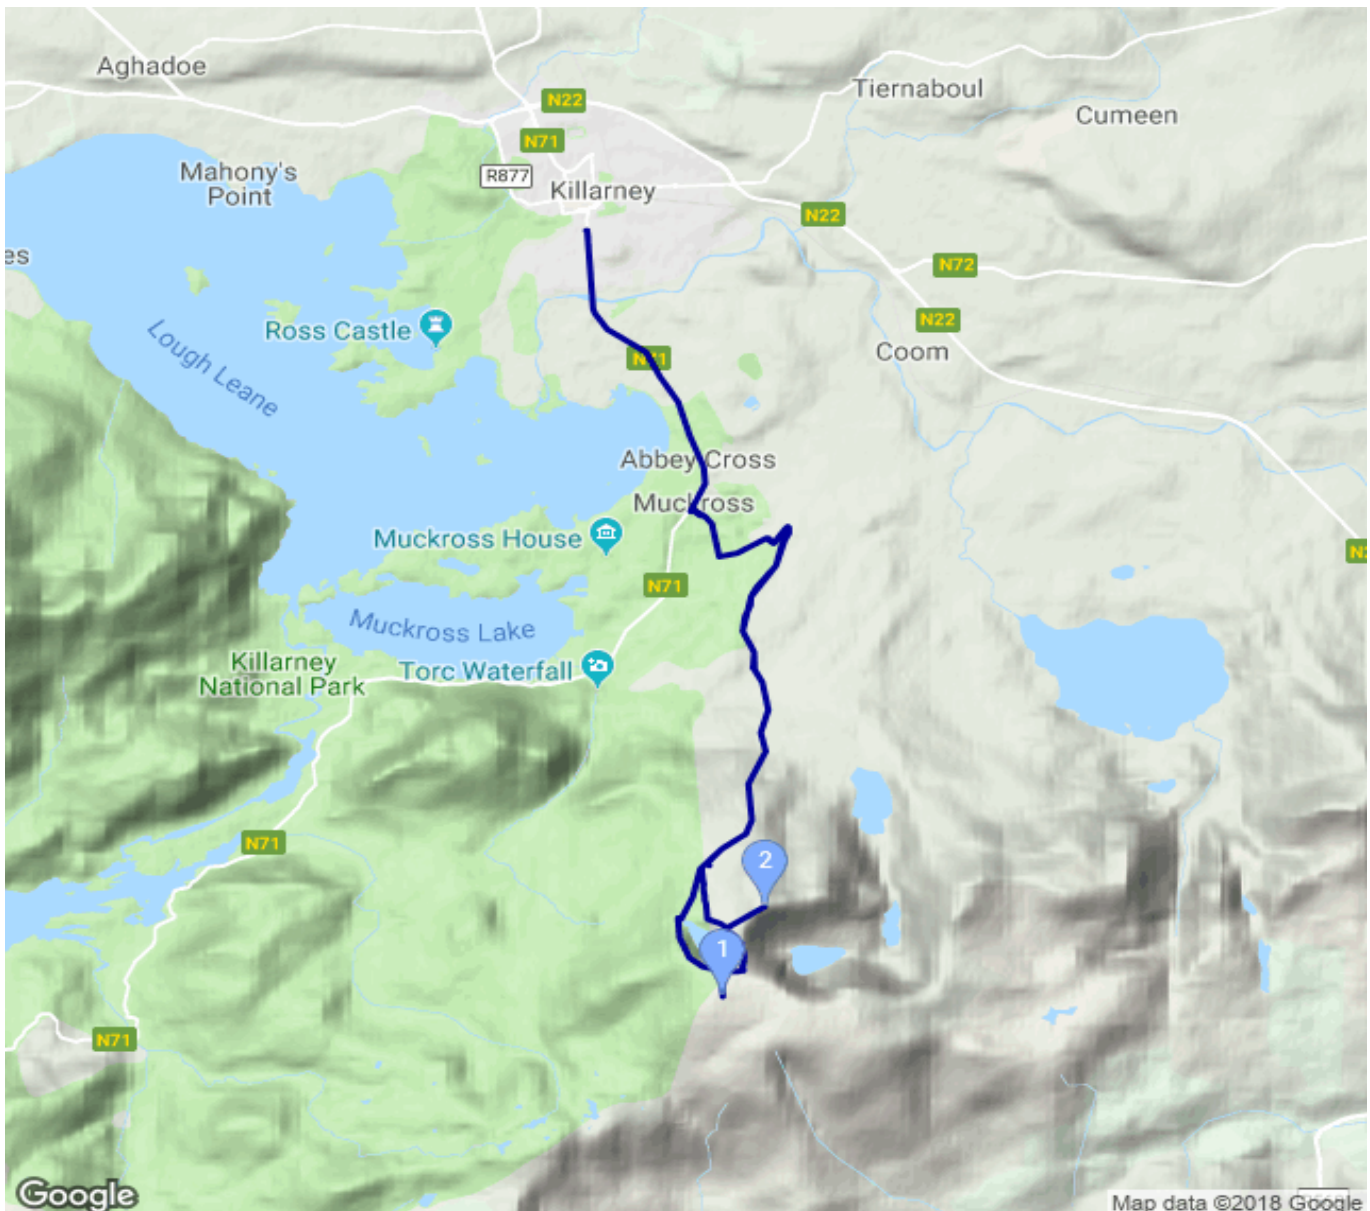 Aghadoe
N22
Tiernaboul
Cumeen
N71
Mahony's
Point
R877
Killarney
N22
es
N72
Ross Castle
N22
Lough Leane
Coom
Abbey Cross
Muckross
Muckross House
N71
Muckross Lake
Killarney
National Park
Torc Waterfall
N71
2
1
N71
Google
Map data ©2018 Google